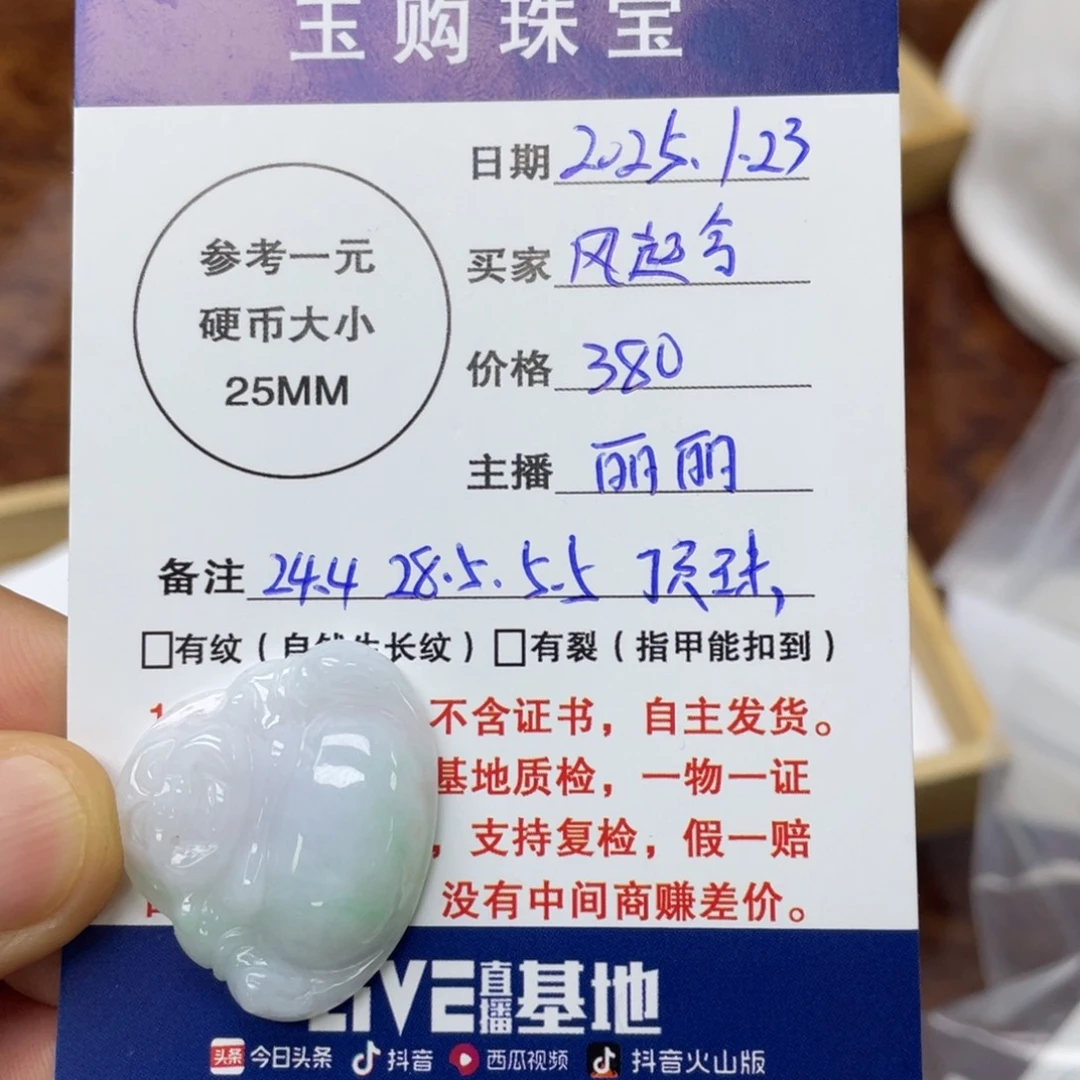 玉购珠宝
日期 2025.1.23
参考一元
硬币大小
25MM
买家 风起兮
价格 380
主播 丽丽
备注 24.4 28.5. 5.5 顶珠,
□有纹（自然生长纹）□有裂（指甲能扣到）
不含证书，自主发货。
基地质检，一物一证
，支持复检，假一赔
没有中间商赚差价。
LIVE直播基地
头条 今日头条 抖音 西瓜视频 抖音火山版